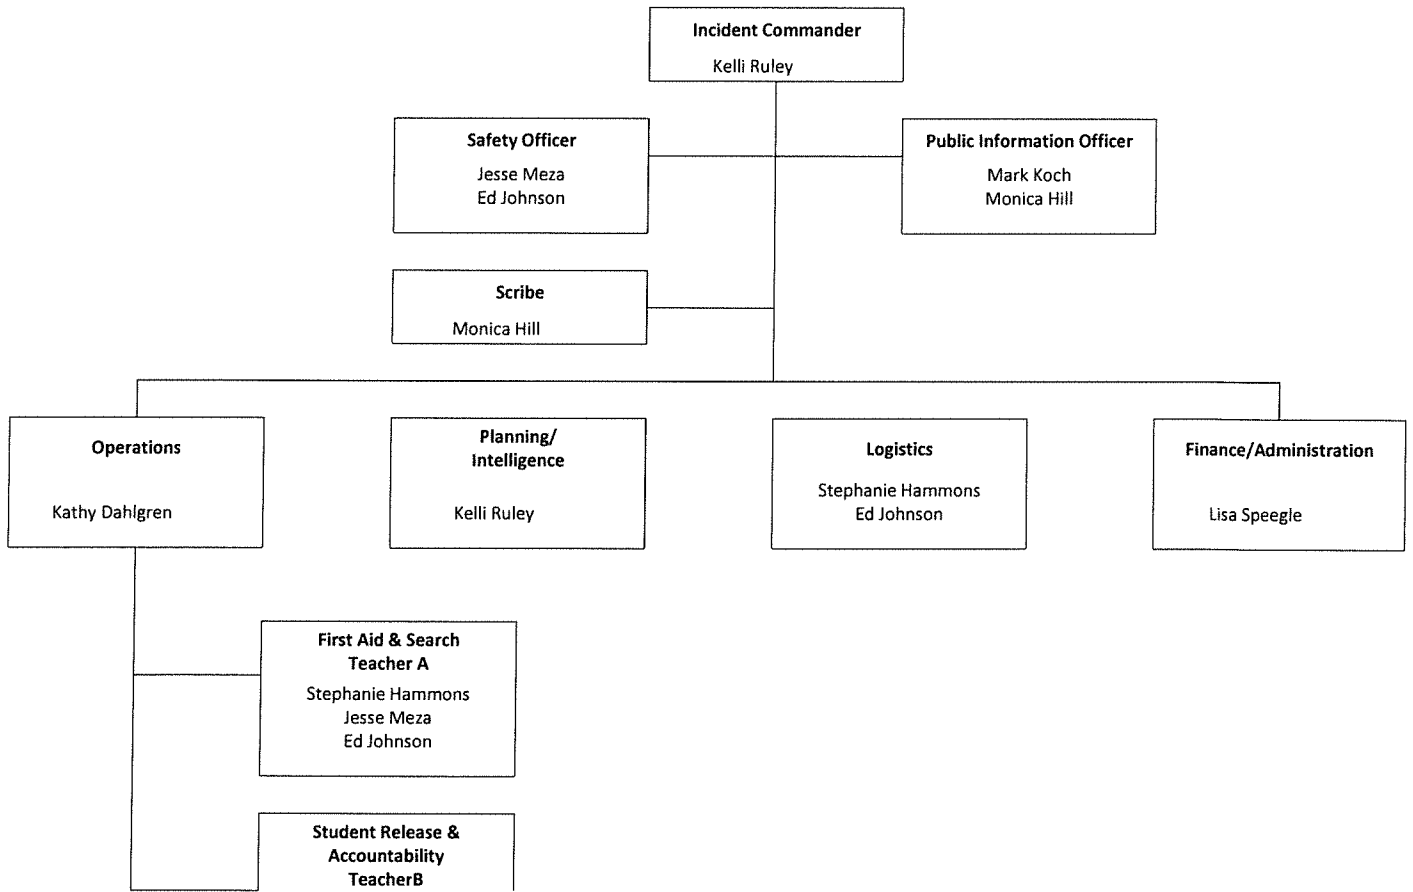 Incident Commander
Kelli Ruley
Safety Officer
Jesse Meza
Ed Johnson
Public Information Officer
Mark Koch
Monica Hill
Scribe
Monica Hill
Operations
Kathy Dahlgren
Planning/
Intelligence
Kelli Ruley
Logistics
Stephanie Hammons
Ed Johnson
Finance/Administration
Lisa Speegle
First Aid & Search
Teacher A
Stephanie Hammons
Jesse Meza
Ed Johnson
Student Release &
Accountability
TeacherB